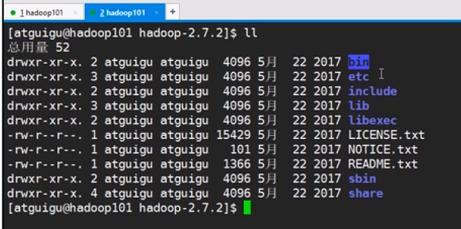 1 hadoop101
2 hadoop101
[atguigu@hadoop101 hadoop-2.7.2]$ ll
总用量 52
drwxr-xr-x. 2 atguigu atguigu  4096 5月  22 2017 bin
drwxr-xr-x. 3 atguigu atguigu  4096 5月  22 2017 etc
drwxr-xr-x. 2 atguigu atguigu  4096 5月  22 2017 include
drwxr-xr-x. 3 atguigu atguigu  4096 5月  22 2017 lib
drwxr-xr-x. 2 atguigu atguigu  4096 5月  22 2017 libexec
-rw-r--r--. 1 atguigu atguigu 15429 5月  22 2017 LICENSE.txt
-rw-r--r--. 1 atguigu atguigu   101 5月  22 2017 NOTICE.txt
-rw-r--r--. 1 atguigu atguigu  1366 5月  22 2017 README.txt
drwxr-xr-x. 2 atguigu atguigu  4096 5月  22 2017 sbin
drwxr-xr-x. 4 atguigu atguigu  4096 5月  22 2017 share
[atguigu@hadoop101 hadoop-2.7.2]$